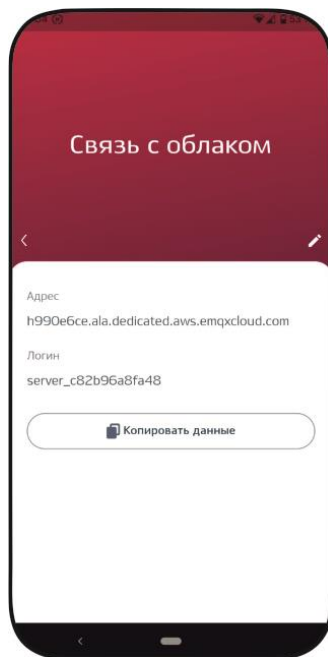 Связь с облаком
Адрес
h990e6ce.ala.dedicated.aws.emqxcloud.com
Логин
server_c82b96a8fa48
Копировать данные